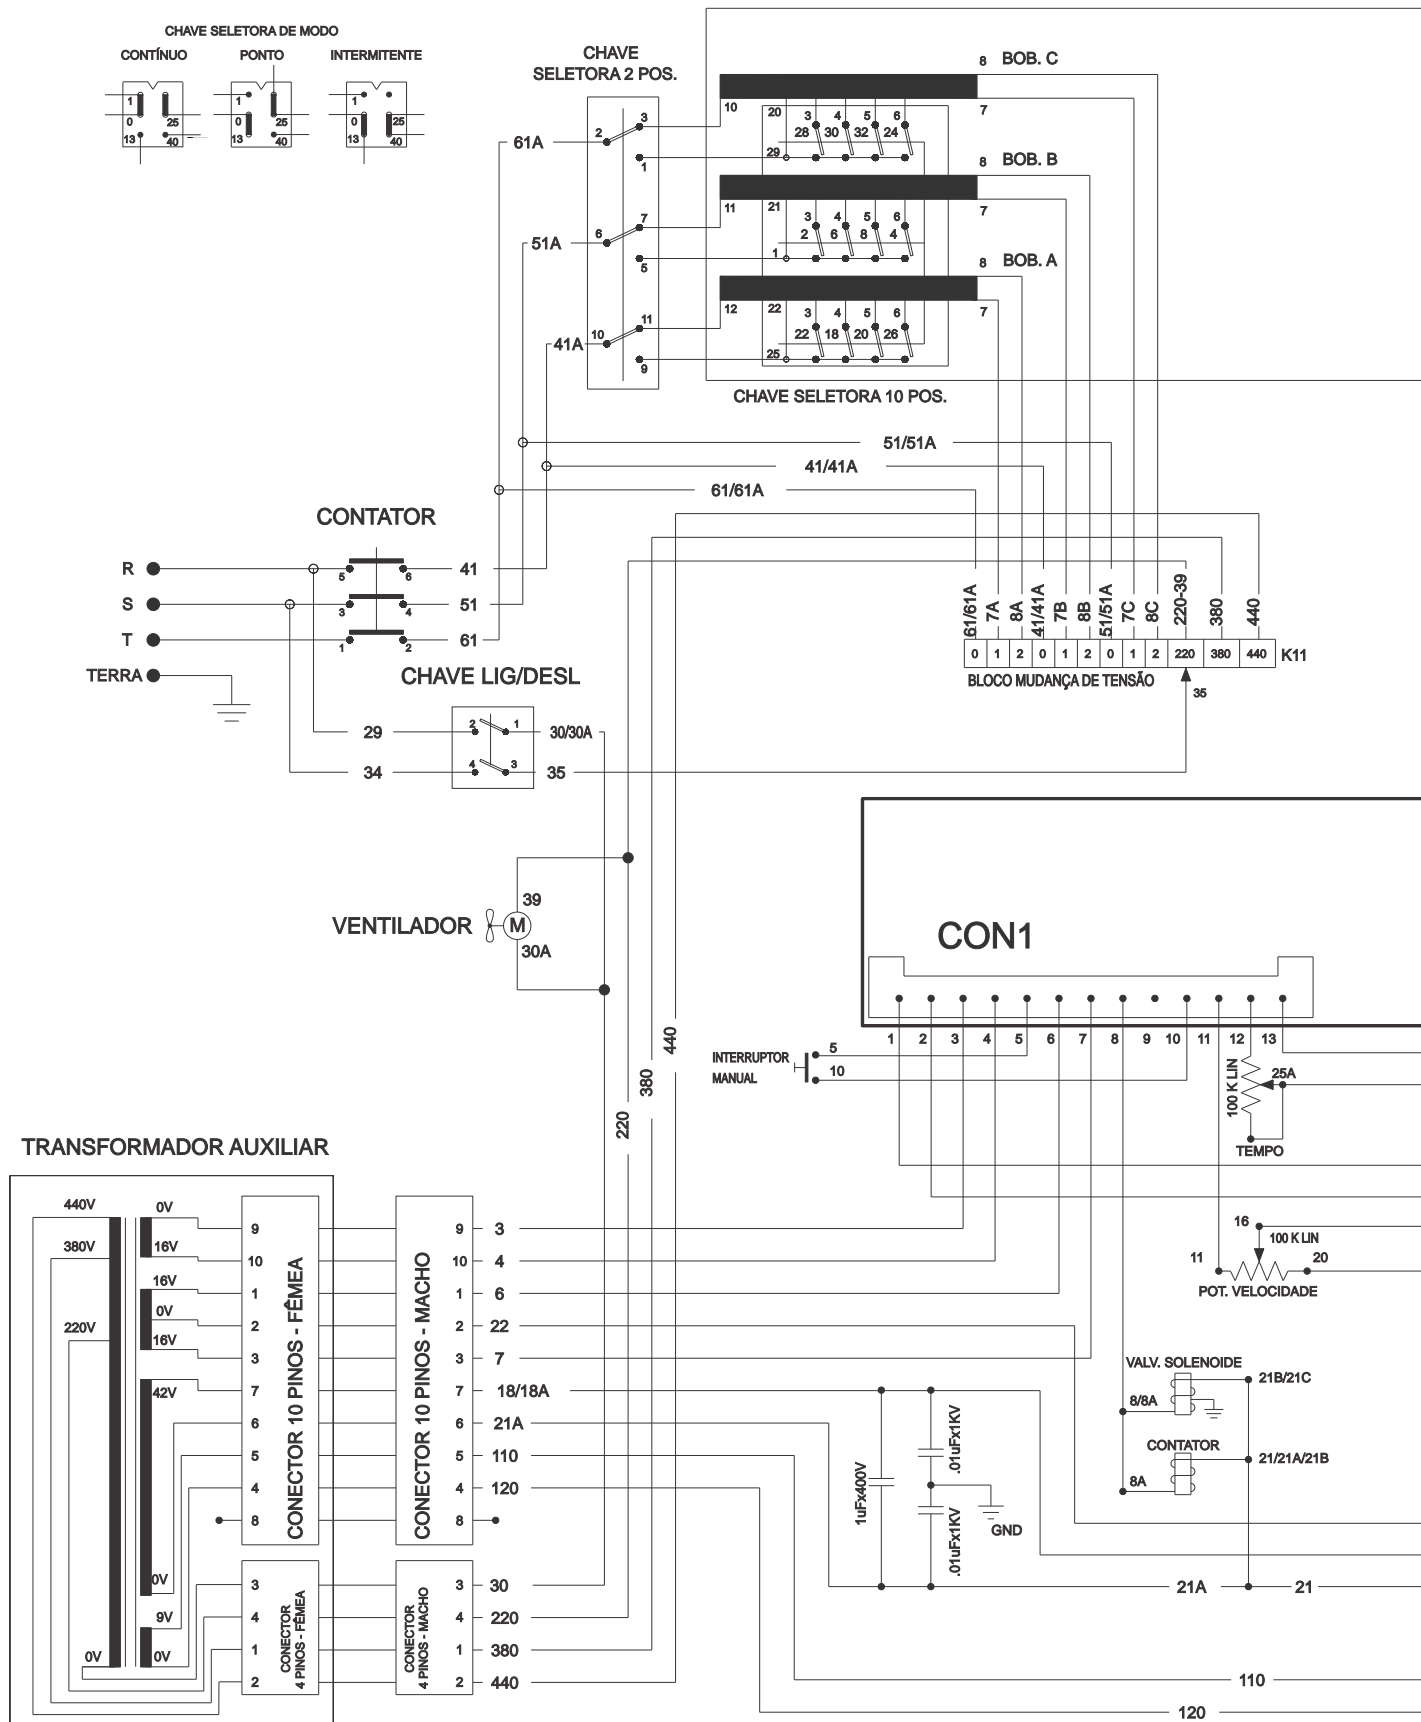 CHAVE SELETORA DE MODO
CONTÍNUO PONTO INTERMITENTE
1 1 1
0 25 0 25 0 25
13 40 13 40 13 40
CHAVE
SELETORA 2 POS.
61A 2 3
1
51A 6 7
5
41A 10 11
9
8 BOB. C
10 20 7
3 4 5 6
28 30 32 24
29
8 BOB. B
11 21 7
3 4 5 6
2 6 8 4
1
8 BOB. A
12 22 7
3 4 5 6
22 18 20 26
25
CHAVE SELETORA 10 POS.
51/51A
41/41A
61/61A
CONTATOR
R 5 6 41
S 3 4 51
T 1 2 61
TERRA
61/61A 7A 8A 41/41A 7B 8B 51/51A 7C 8C 220-39 380 440
0 1 2 0 1 2 0 1 2 220 380 440 K11
BLOCO MUDANÇA DE TENSÃO
35
CHAVE LIG/DESL
29 2 1 30/30A
34 4 3 35
39
VENTILADOR M
30A
440
380
220
CON1
1 2 3 4 5 6 7 8 9 10 11 12 13
INTERRUPTOR
MANUAL
5
10
100 K LIN
25A
TEMPO
16
100 K LIN
11 20
POT. VELOCIDADE
TRANSFORMADOR AUXILIAR
440V
380V
220V
0V
0V
16V
16V
0V
16V
42V
0V
9V
0V
CONECTOR 10 PINOS - FÊMEA
9
10
1
2
3
7
6
5
4
8
CONECTOR 10 PINOS - MACHO
9 3
10 4
1 6
2 22
3 7
7 18/18A
6 21A
5 110
4 120
8
CONECTOR
4 PINOS - FÊMEA
3
4
1
2
CONECTOR
4 PINOS - MACHO
3 30
4 220
1 380
2 440
1uFx400V
.01uFx1KV
.01uFx1KV
GND
VALV. SOLENOIDE
21B/21C
8/8A
CONTATOR
21/21A/21B
8A
21A 21
110
120